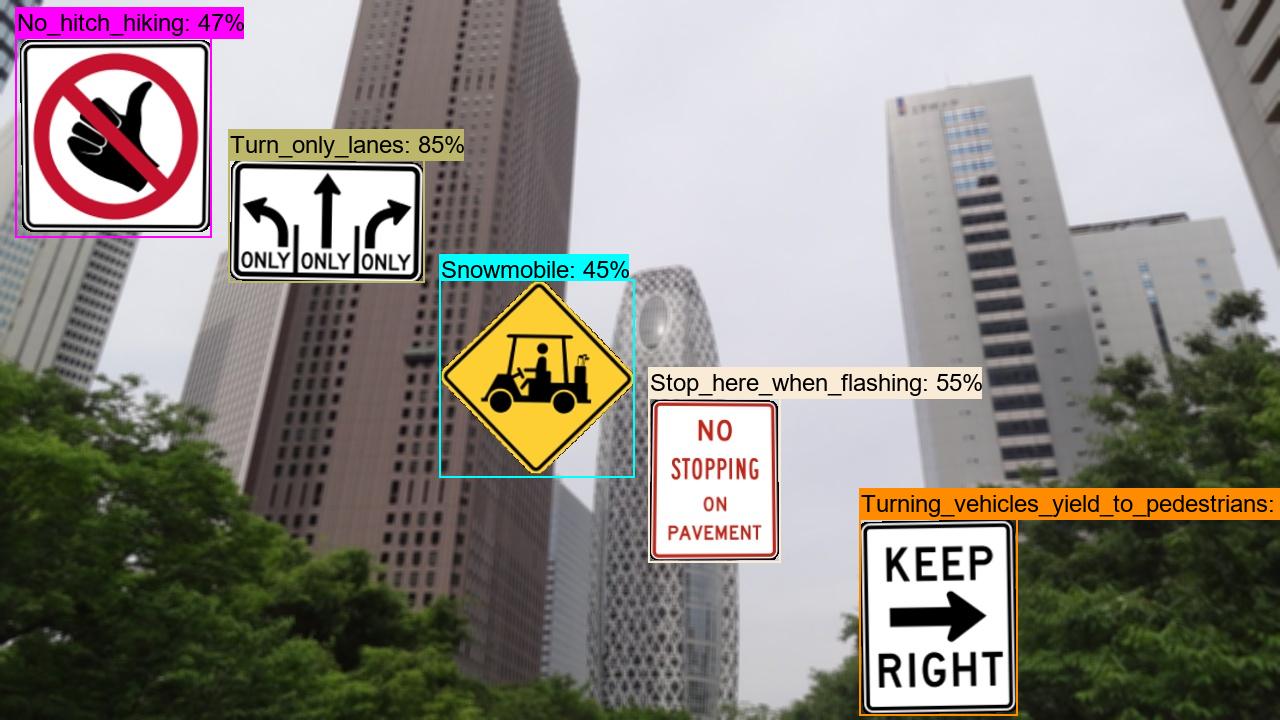 No_hitch_hiking: 47%
Turn_only_lanes: 85%
ONLY ONLY ONLY
Snowmobile: 45%
Stop_here_when_flashing: 55%
NO
STOPPING
ON
PAVEMENT
Turning_vehicles_yield_to_pedestrians:
KEEP
RIGHT